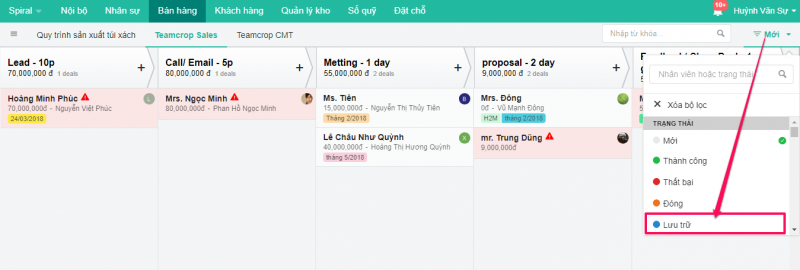 Spiral Nội bộ Nhân sự Bán hàng Khách hàng Quản lý kho Sổ quỹ Đặt chỗ 10+ Huỳnh Văn Sự
Quy trình sản xuất túi xách Teamcrop Sales Teamcrop CMT Nhập từ khóa... Mới
Lead - 10p
70,000,000 đ 1 deals
Hoàng Minh Phúc
70,000,000đ - Nguyễn Việt Phúc
24/03/2018
Call/ Email - 5p
80,000,000 đ 1 deals
Mrs. Ngọc Minh
80,000,000đ - Phan Hồ Ngọc Minh
Metting - 1 day
55,000,000 đ 2 deals
Ms. Tiên
B
15,000,000đ - Nguyễn Thị Thủy Tiên
Tháng 2/2018
Lê Châu Như Quỳnh
40,000,000đ - Hoàng Thị Hương Quỳnh
tháng 5/2018
proposal - 2 day
9,000,000 đ 2 deals
Mrs. Đông
0đ - Vũ Mạnh Đông
H2M tháng 2/2018
mr. Trung Dũng
9,000,000đ
Nhân viên hoặc trạng thái
Xóa bộ lọc
TRẠNG THÁI
Mới
Thành công
Thất bại
Đóng
Lưu trữ